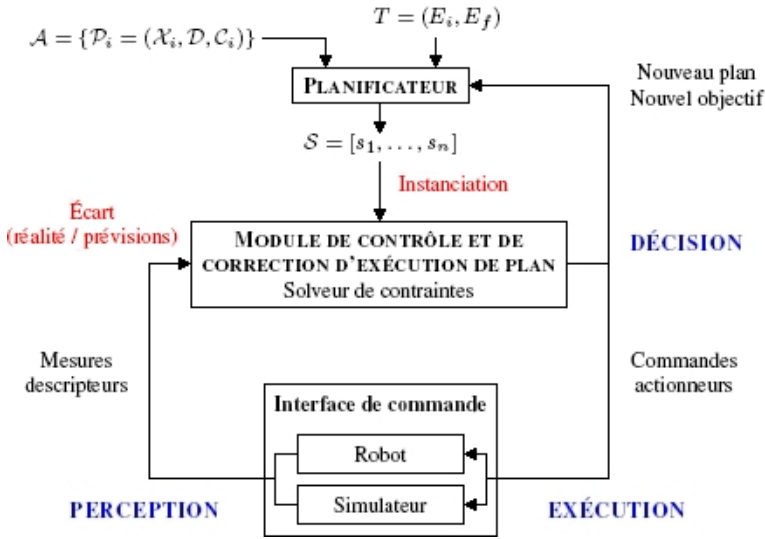 𝒜 = {𝒫ᵢ = (𝒳ᵢ, 𝒟, 𝒞ᵢ)}
T = (Eᵢ, E_f)
PLANIFICATEUR
Nouveau plan
Nouvel objectif
𝒮 = [s₁, . . . , sₙ]
Instanciation
Écart
(réalité / prévisions)
MODULE DE CONTRÔLE ET DE
CORRECTION D'EXÉCUTION DE PLAN
Solveur de contraintes
DÉCISION
Mesures
descripteurs
Commandes
actionneurs
Interface de commande
Robot
Simulateur
PERCEPTION
EXÉCUTION